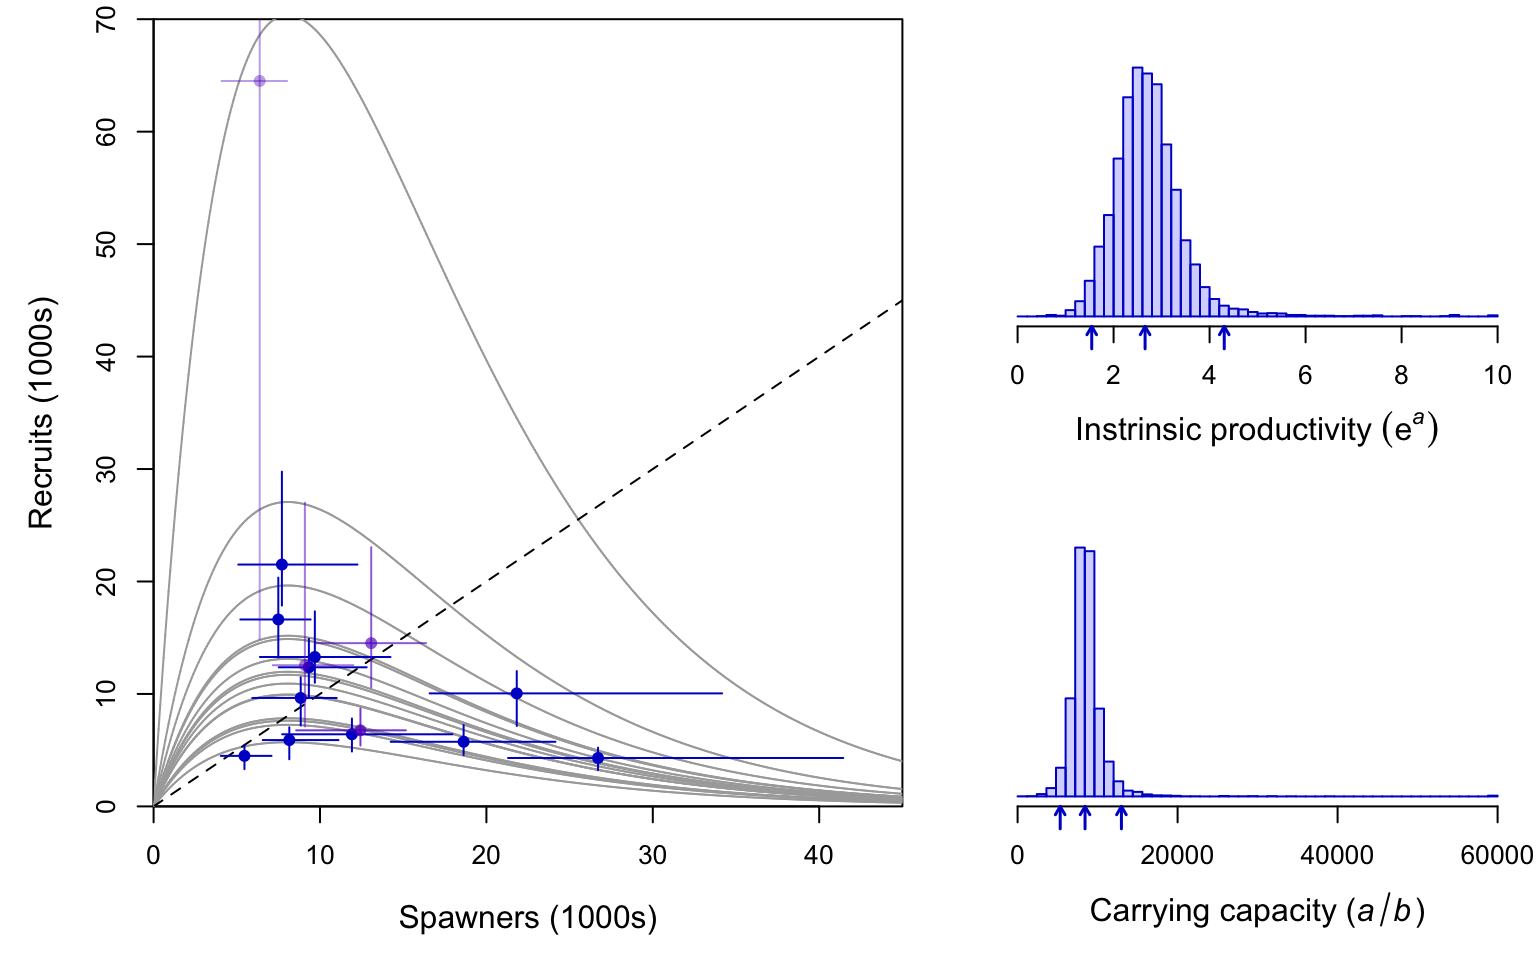 70
60
50
40
30
20
10
0
Recruits (1000s)
0 10 20 30 40
Spawners (1000s)
0 2 4 6 8 10
Instrinsic productivity (eᵃ)
0 20000 40000 60000
Carrying capacity (a/b)